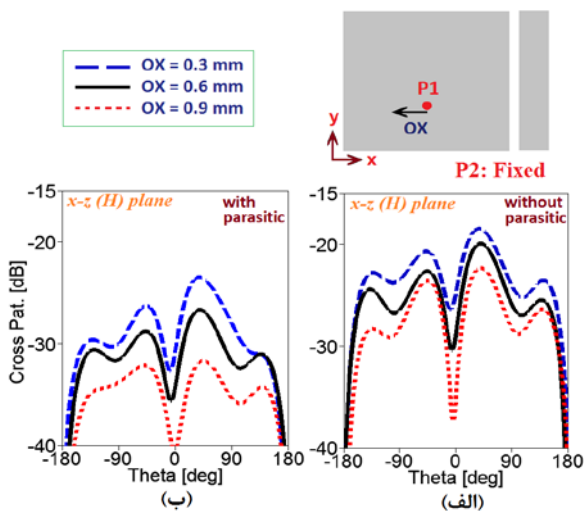 OX = 0.3 mm
OX = 0.6 mm
OX = 0.9 mm
P1
OX
y
x
P2: Fixed
-15
-20
-30
-40
Cross Pat. [dB]
x-z (H) plane
with
parasitic
-180
-90
0
90
180
Theta [deg]
(ب)
-15
-20
-30
-40
x-z (H) plane
without
parasitic
-180
-90
0
90
180
Theta [deg]
(الف)